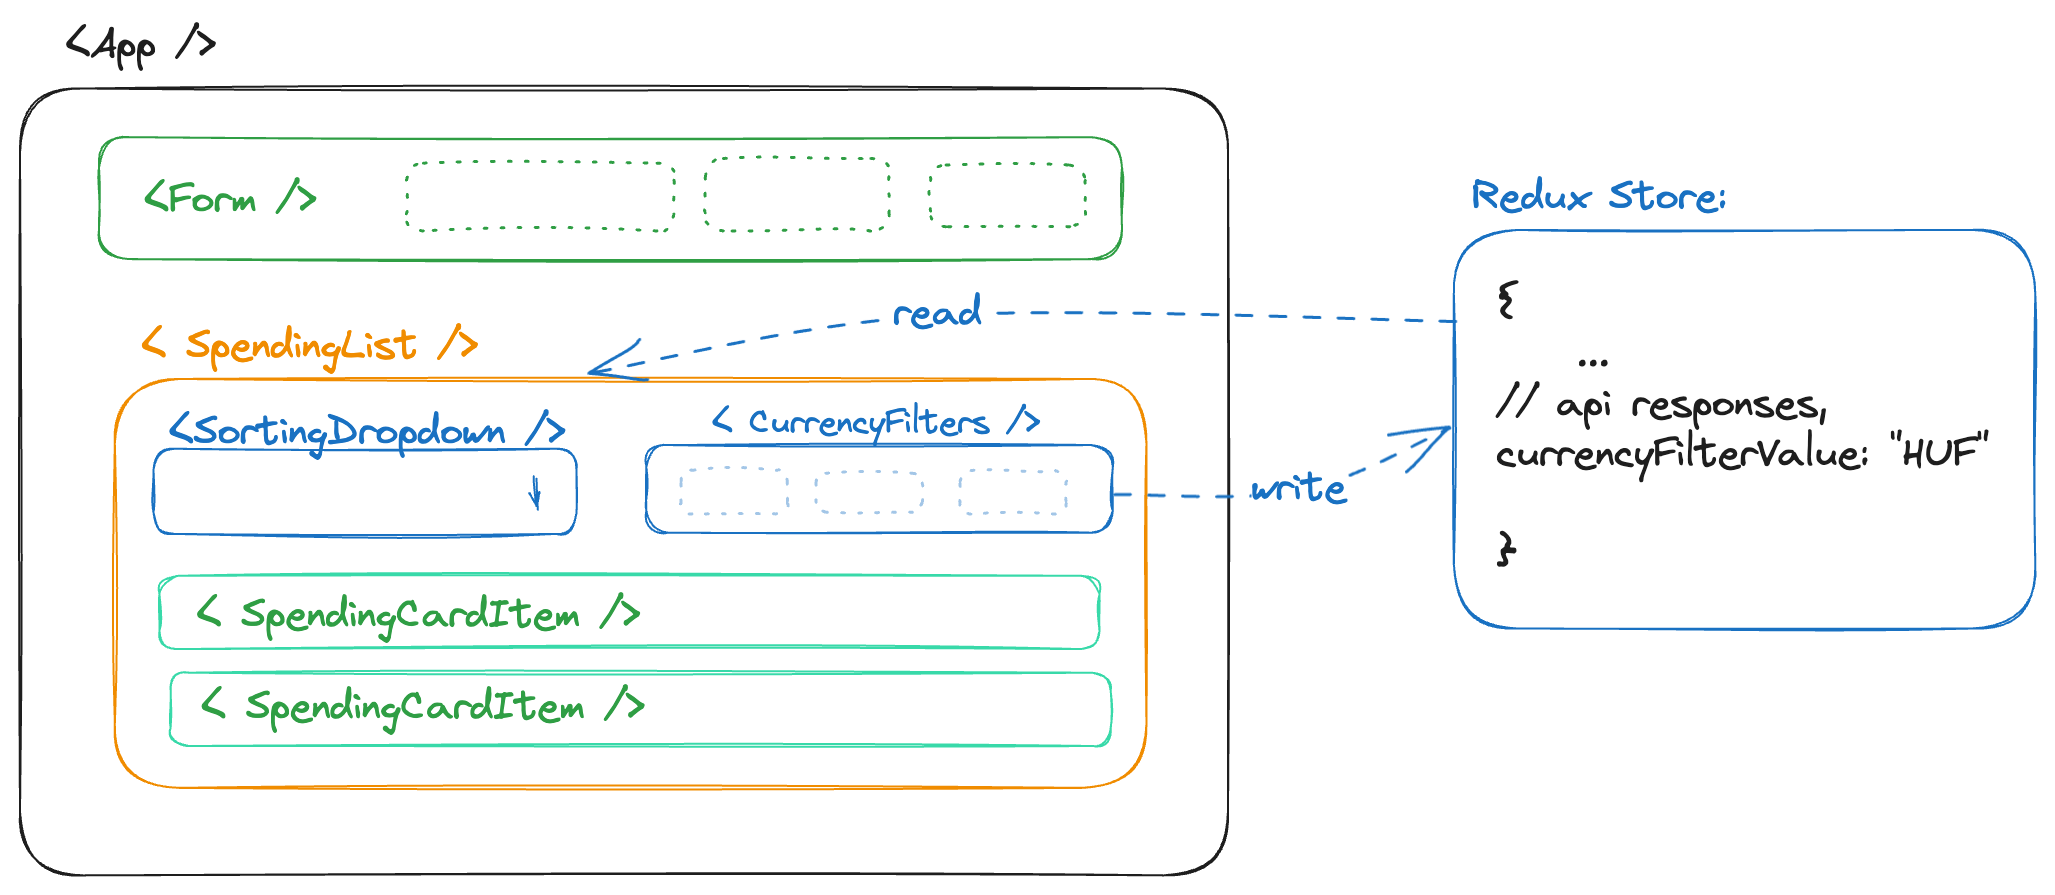 <App />
<Form />
Redux Store:
{
read
< SpendingList />
...
// api responses,
<SortingDropdown />
< CurrencyFilters />
currencyFilterValue: "HUF"
write
}
< SpendingCardItem />
< SpendingCardItem />